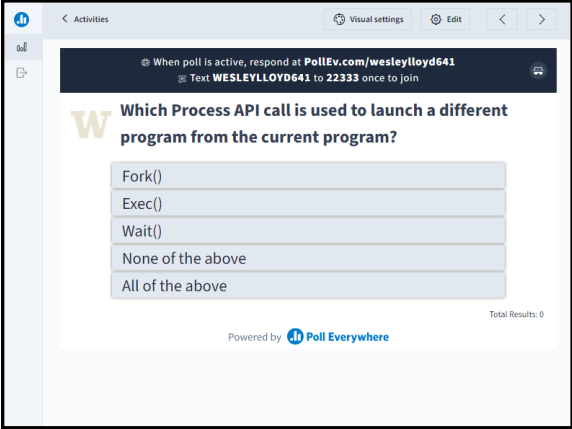 Activities
Visual settings
Edit
When poll is active, respond at PollEv.com/wesleylloyd641
Text WESLEYLLOYD641 to 22333 once to join
W
Which Process API call is used to launch a different
program from the current program?
Fork()
Exec()
Wait()
None of the above
All of the above
Total Results: 0
Powered by Poll Everywhere